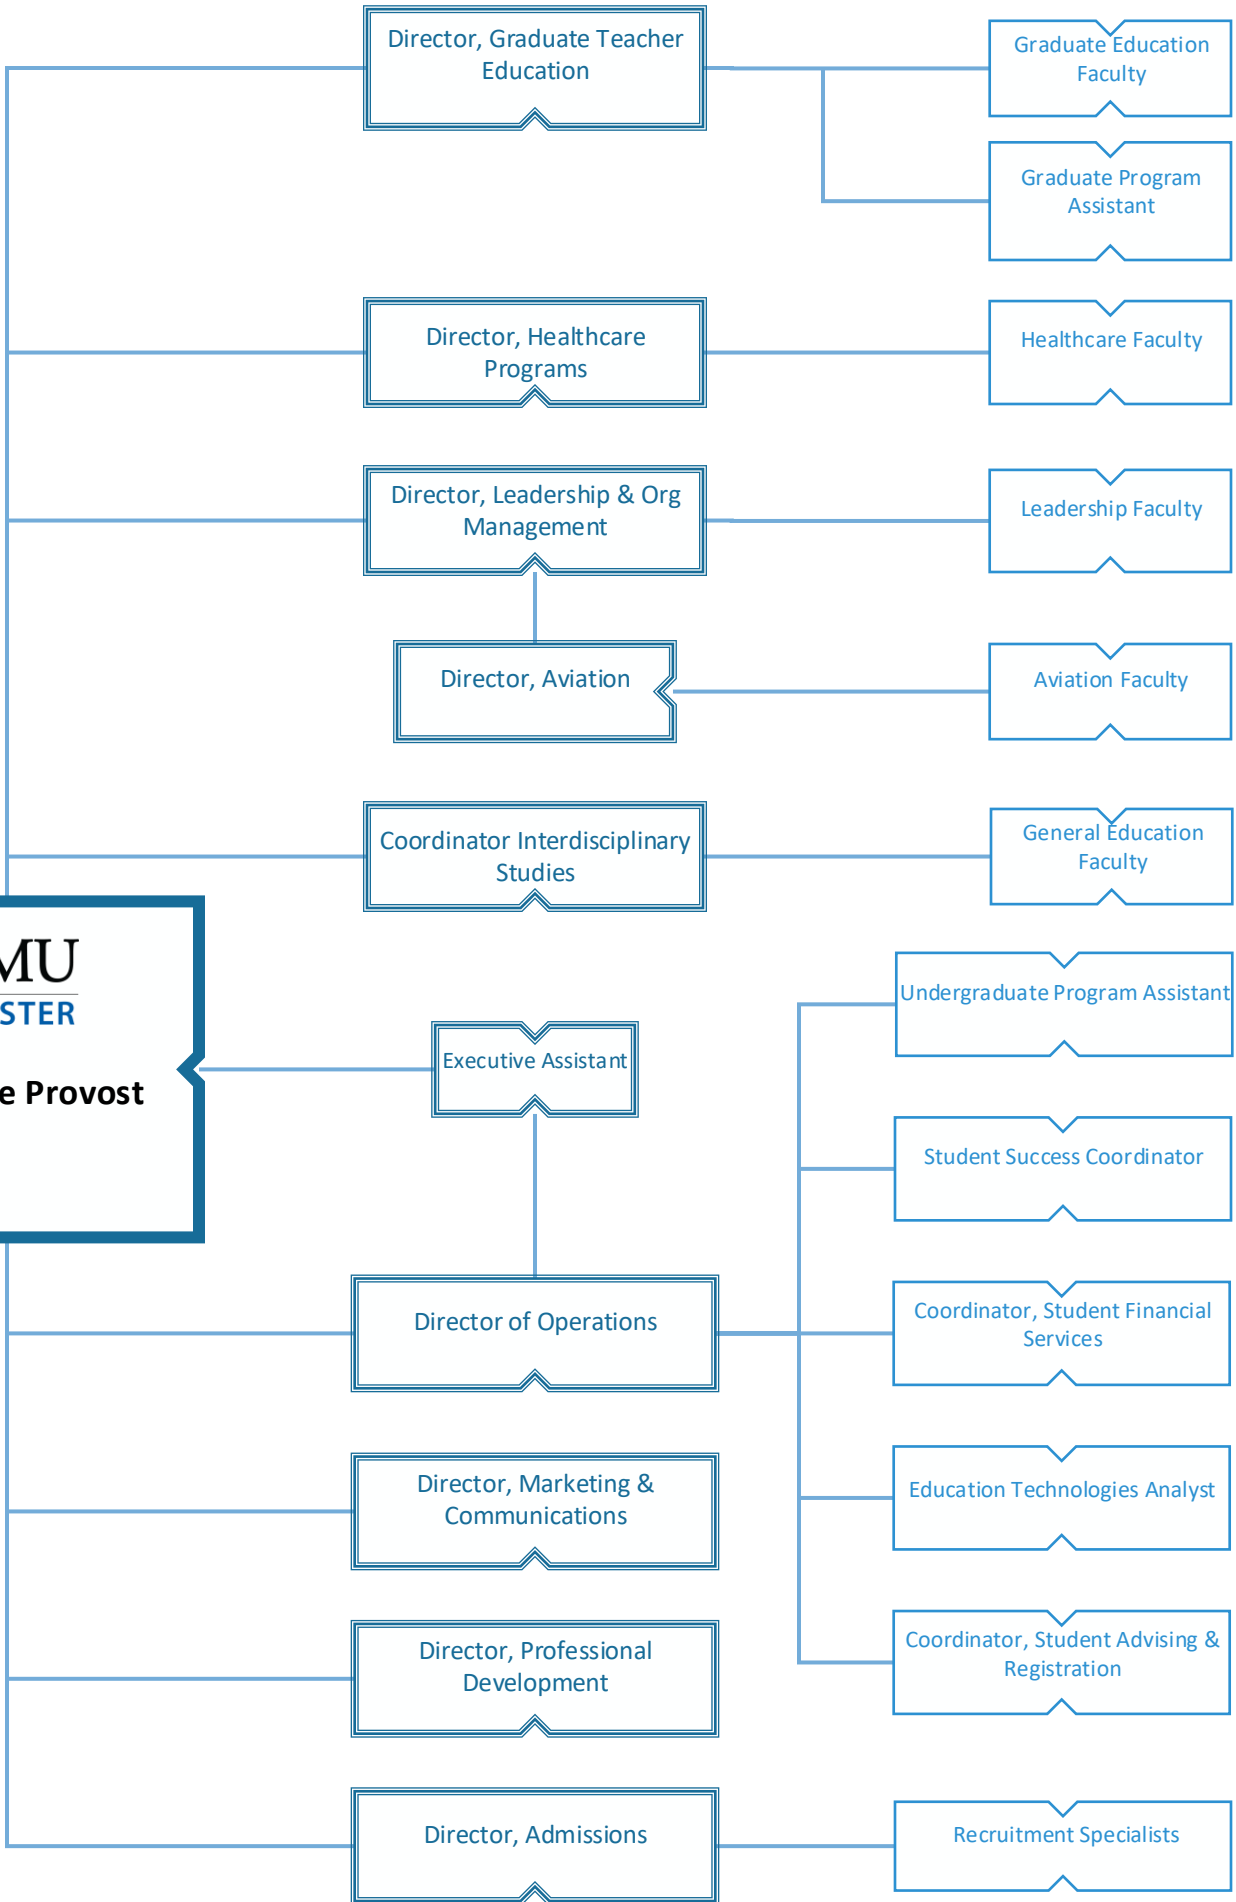 Director, Graduate Teacher
Education
Graduate Education
Faculty
Graduate Program
Assistant
Director, Healthcare
Programs
Healthcare Faculty
Director, Leadership & Org
Management
Leadership Faculty
Director, Aviation
Aviation Faculty
Coordinator Interdisciplinary
Studies
General Education
Faculty
MU
STER
e Provost
Executive Assistant
Undergraduate Program Assistant
Student Success Coordinator
Director of Operations
Coordinator, Student Financial
Services
Director, Marketing &
Communications
Education Technologies Analyst
Director, Professional
Development
Coordinator, Student Advising &
Registration
Director, Admissions
Recruitment Specialists